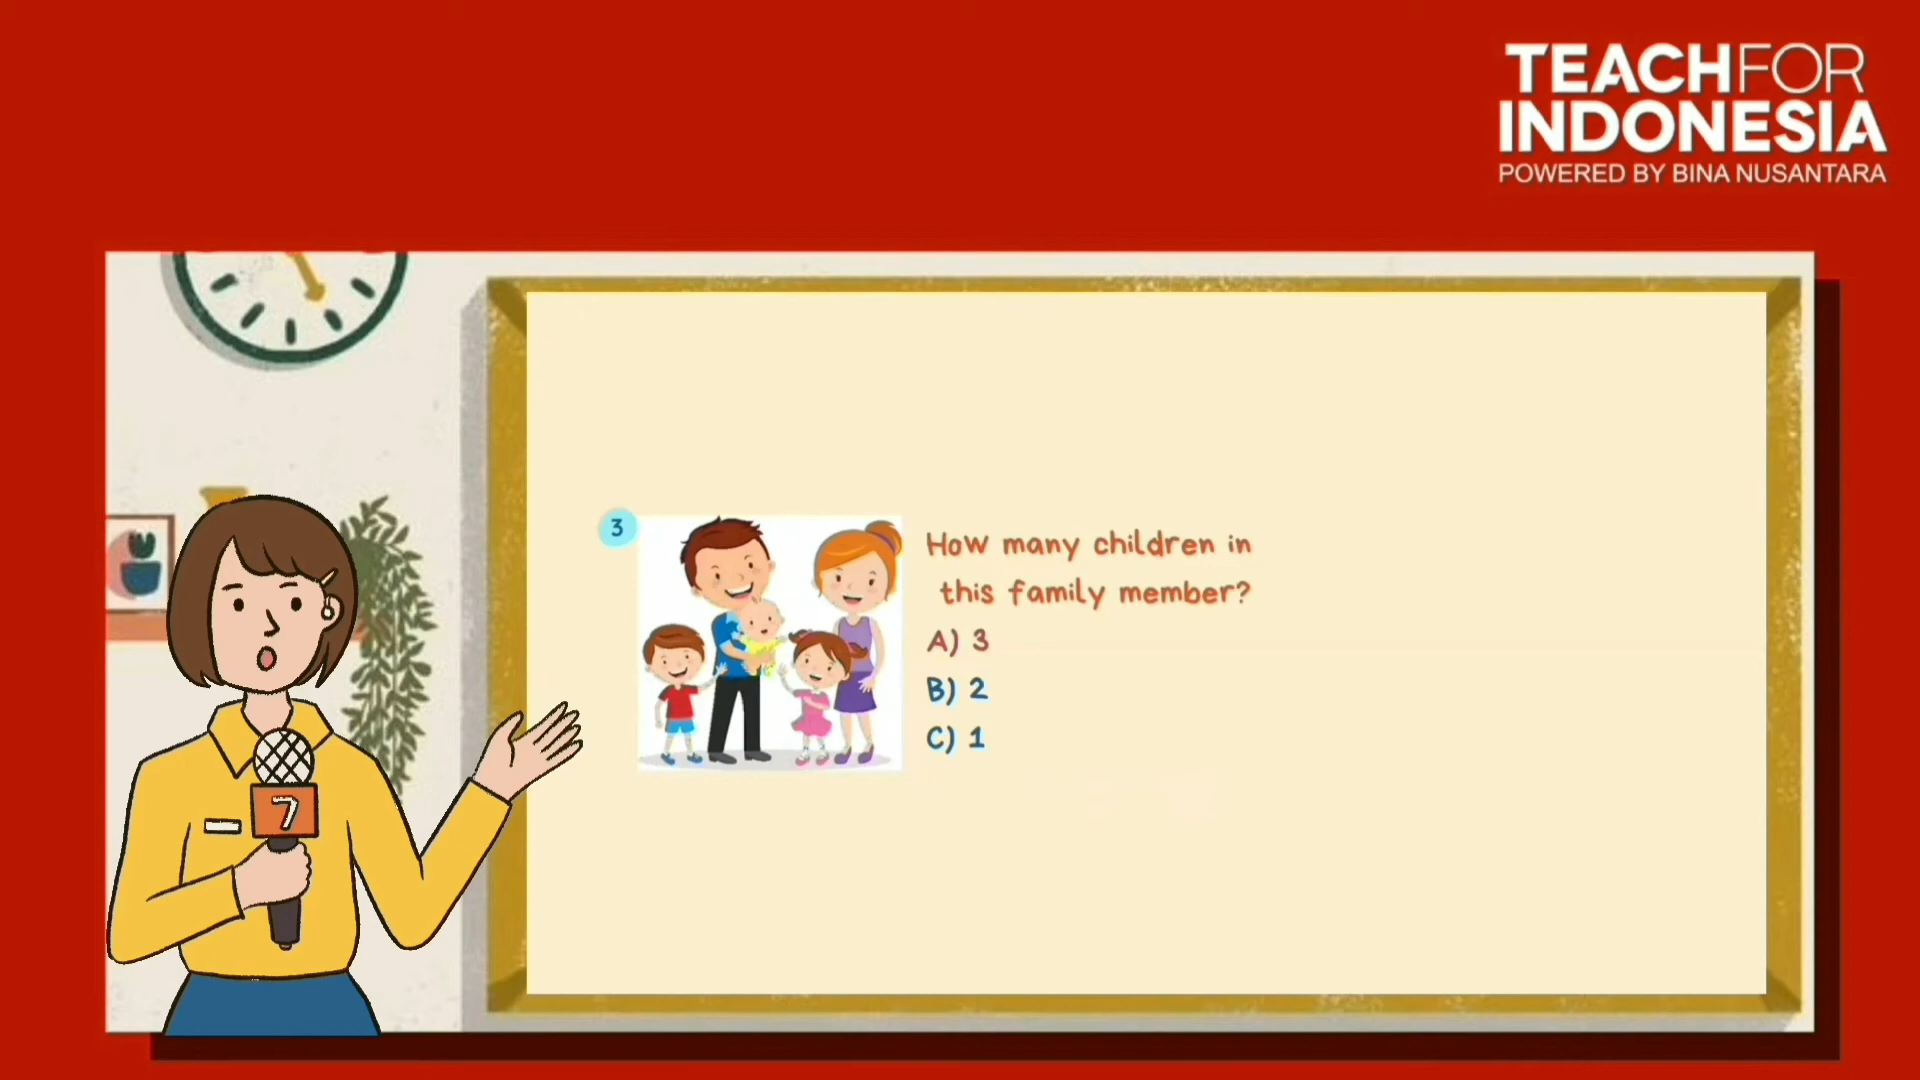 TEACHFOR
INDONESIA
POWERED BY BINA NUSANTARA
3
How many children in
this family member?
A) 3
B) 2
C) 1
7